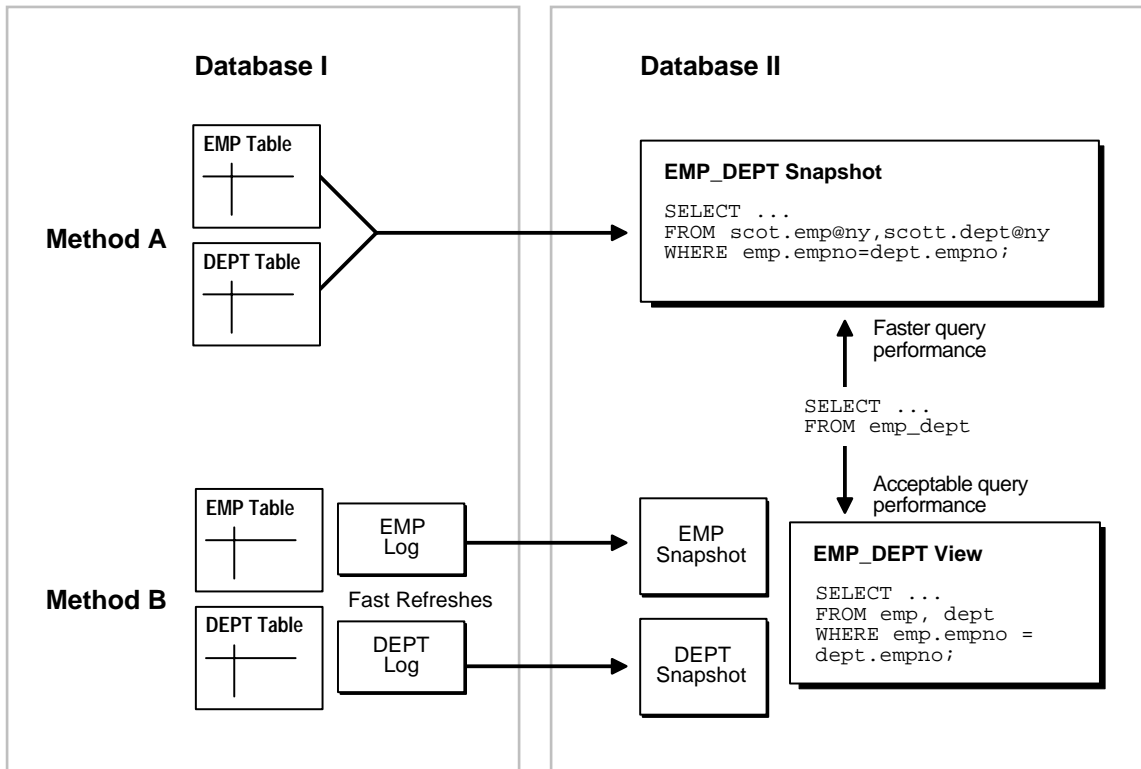 Database I
Database II
Method A
EMP Table
DEPT Table
EMP_DEPT Snapshot
SELECT ...
FROM scot.emp@ny,scott.dept@ny
WHERE emp.empno=dept.empno;
Faster query
performance
SELECT ...
FROM emp_dept
Acceptable query
performance
Method B
EMP Table
EMP
Log
Fast Refreshes
DEPT Table
DEPT
Log
EMP
Snapshot
DEPT
Snapshot
EMP_DEPT View
SELECT ...
FROM emp, dept
WHERE emp.empno =
dept.empno;